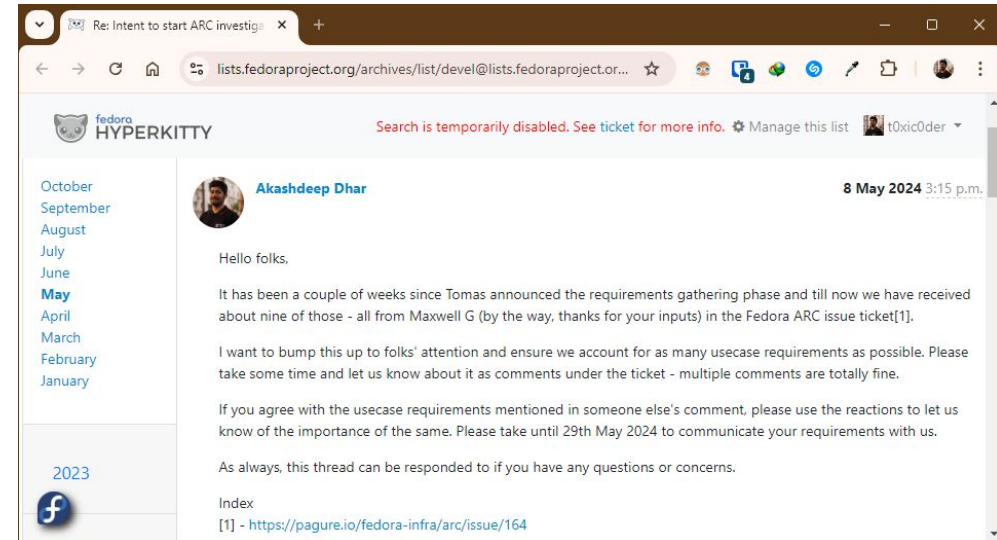 Re: Intent to start ARC investiga
lists.fedoraproject.org/archives/list/devel@lists.fedoraproject.or...
4
fedora
HYPERKITTY
Search is temporarily disabled. See ticket for more info.
Manage this list
t0xic0der
October
September
August
July
June
May
April
March
February
January
2023
Akashdeep Dhar
8 May 2024 3:15 p.m.
Hello folks,
It has been a couple of weeks since Tomas announced the requirements gathering phase and till now we have received
about nine of those - all from Maxwell G (by the way, thanks for your inputs) in the Fedora ARC issue ticket[1].
I want to bump this up to folks' attention and ensure we account for as many usecase requirements as possible. Please
take some time and let us know about it as comments under the ticket - multiple comments are totally fine.
If you agree with the usecase requirements mentioned in someone else's comment, please use the reactions to let us
know of the importance of the same. Please take until 29th May 2024 to communicate your requirements with us.
As always, this thread can be responded to if you have any questions or concerns.
Index
[1] - https://pagure.io/fedora-infra/arc/issue/164